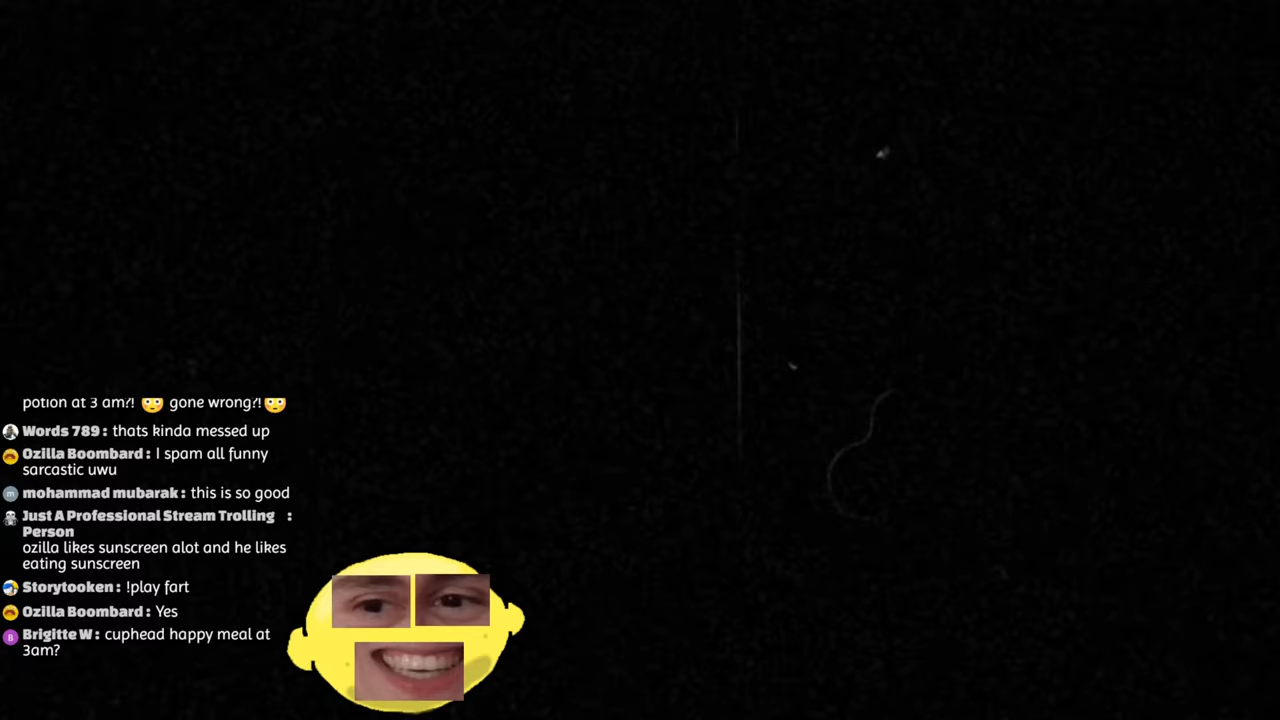 potion at 3 am?! 😳 gone wrong?!😳
Words 789 : thats kinda messed up
Ozilla Boombard : I spam all funny
sarcastic uwu
m mohammad mubarak : this is so good
Just A Professional Stream Trolling :
Person
ozilla likes sunscreen alot and he likes
eating sunscreen
Storytooken : !play fart
Ozilla Boombard : Yes
B Brigitte W : cuphead happy meal at
3am?